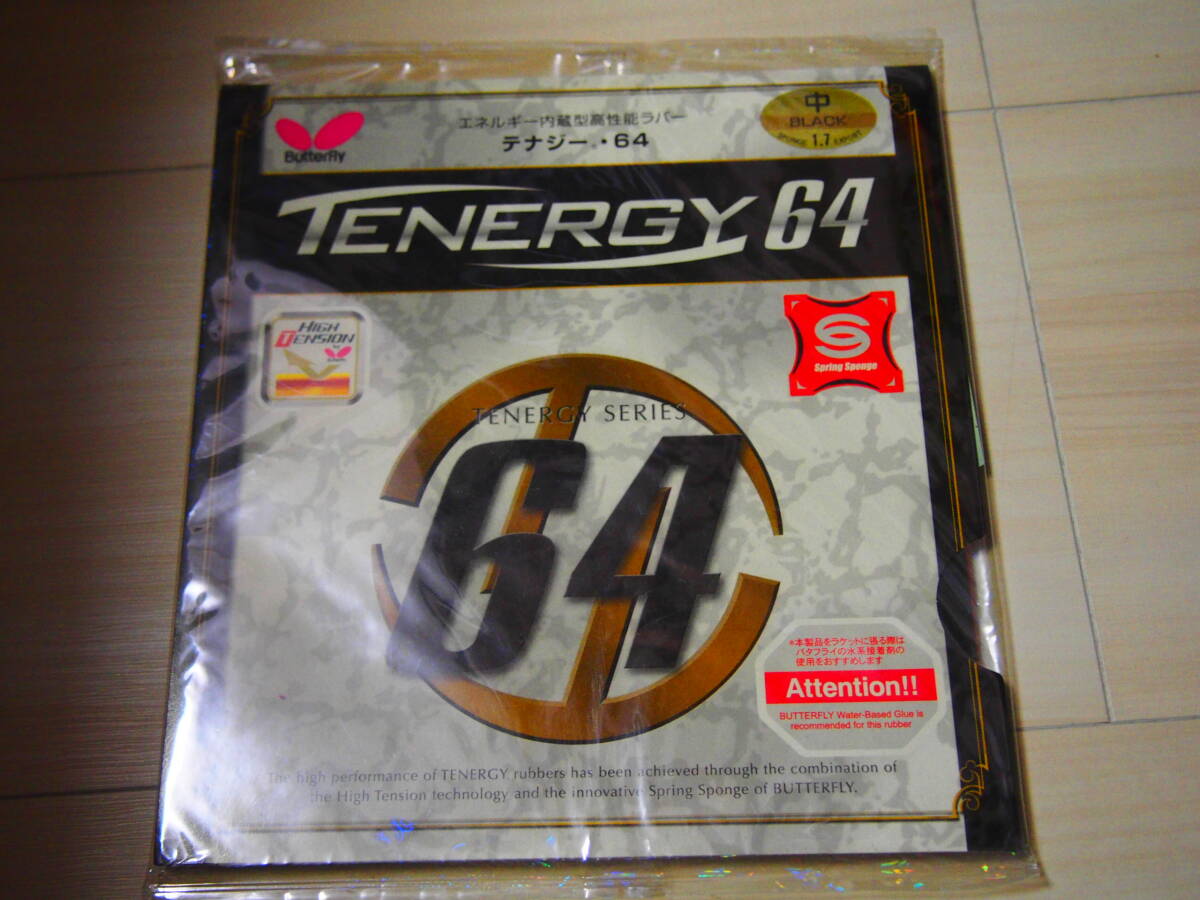 Butterfly
エネルギー内蔵型高性能ラバー
テナジー・64
中
BLACK
SPONGE 1.7 EXPORT
TENERGY 64
HIGH
TENSION
Spring Sponge
TENERGY SERIES
64
*本製品をラケットに張る際は
バタフライの水系接着剤の
使用をおすすめします
Attention!!
BUTTERFLY Water-Based Glue is
recommended for this rubber
The high performance of TENERGY rubbers has been achieved through the combination of
the High Tension technology and the innovative Spring Sponge of BUTTERFLY.